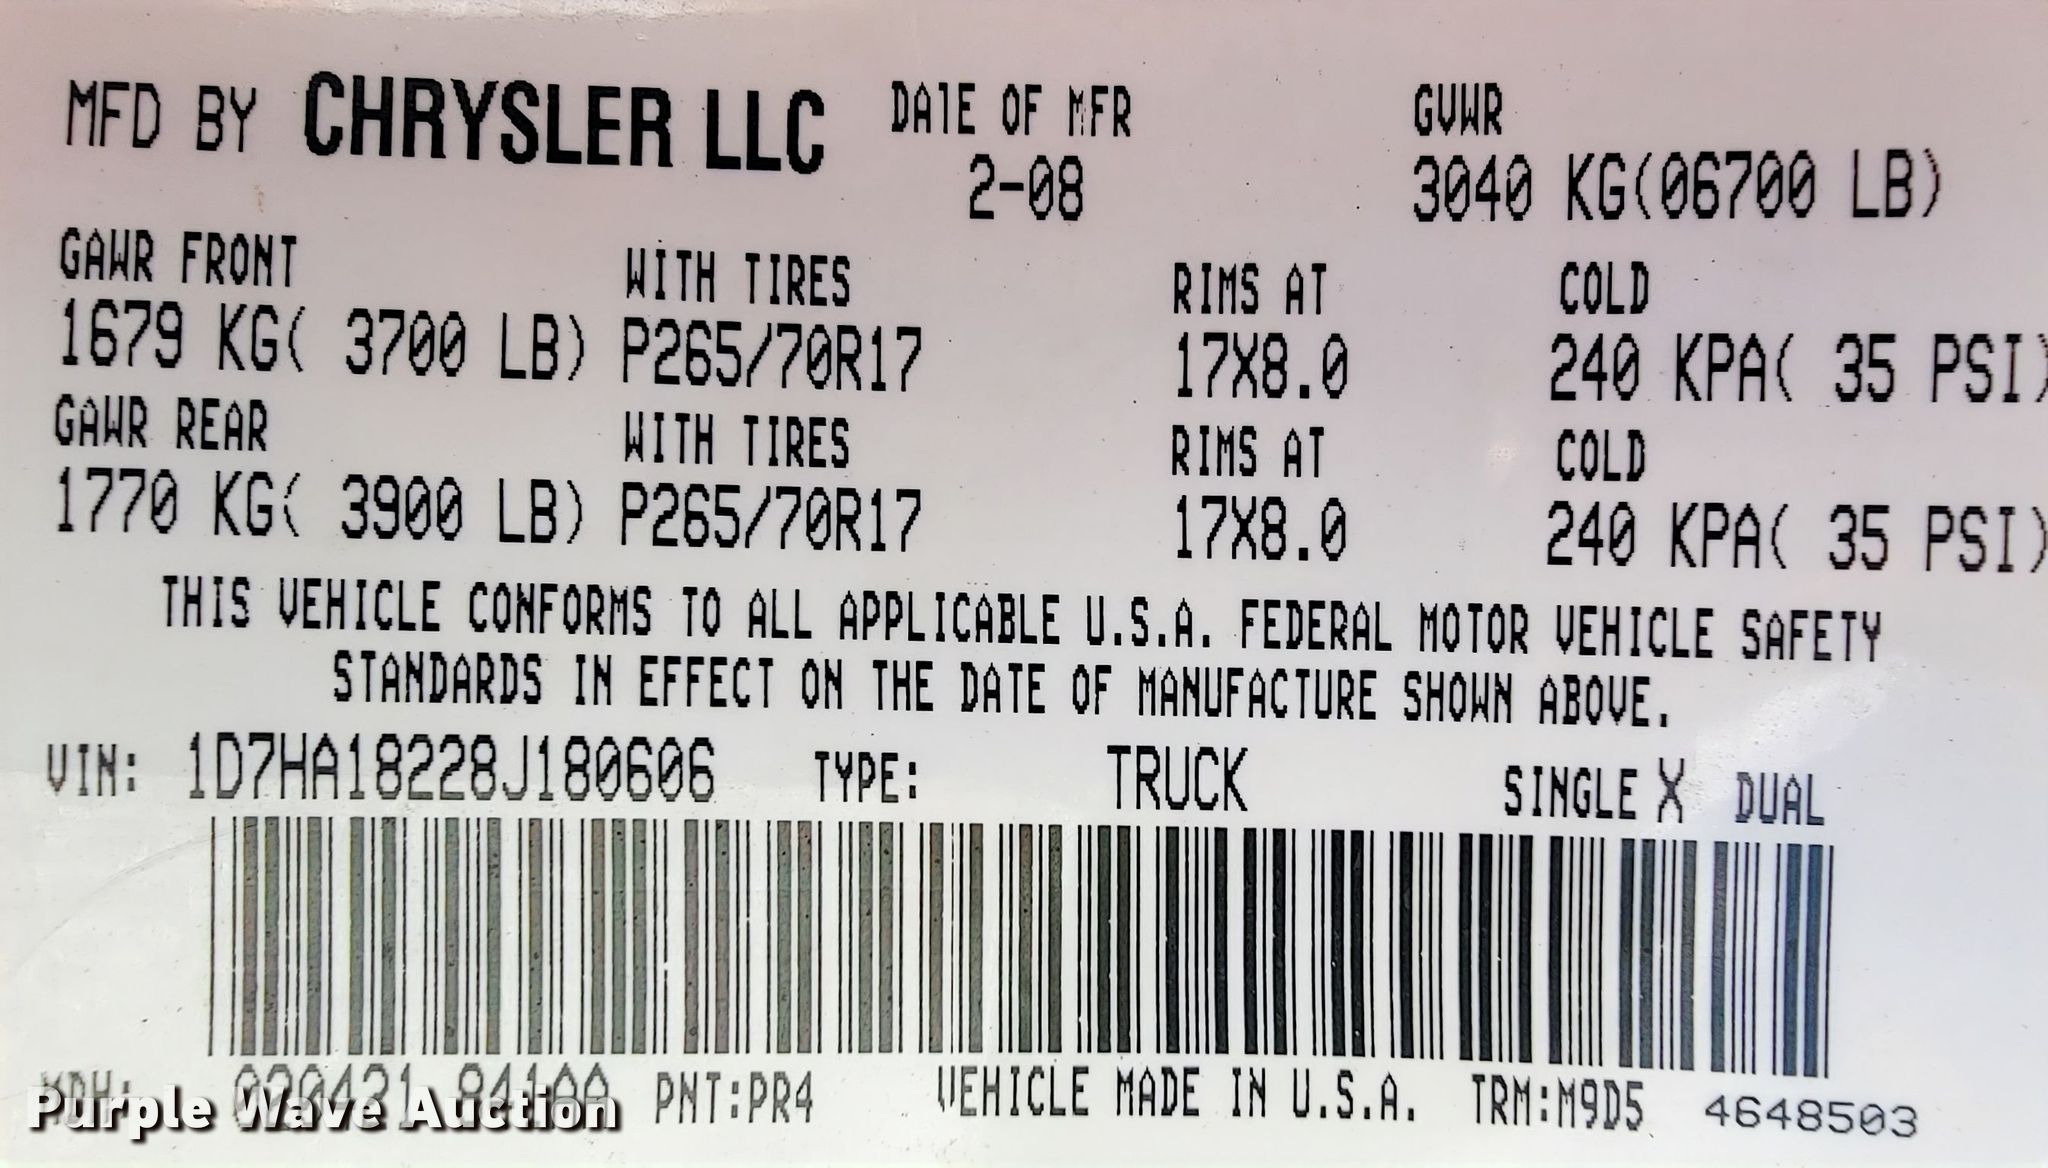 MFD BY CHRYSLER LLC DATE OF MFR GVWR
2-08 3040 KG(06700 LB)
GAWR FRONT WITH TIRES RIMS AT COLD
1679 KG( 3700 LB) P265/70R17 17X8.0 240 KPA( 35 PSI)
GAWR REAR WITH TIRES RIMS AT COLD
1770 KG( 3900 LB) P265/70R17 17X8.0 240 KPA( 35 PSI)
THIS VEHICLE CONFORMS TO ALL APPLICABLE U.S.A. FEDERAL MOTOR VEHICLE SAFETY
STANDARDS IN EFFECT ON THE DATE OF MANUFACTURE SHOWN ABOVE.
VIN: 1D7HA18228J180606 TYPE: TRUCK SINGLE X DUAL
MDH: PNT:PR4 VEHICLE MADE IN U.S.A. TRM:M9D5 4648503
Purple Wave Auction